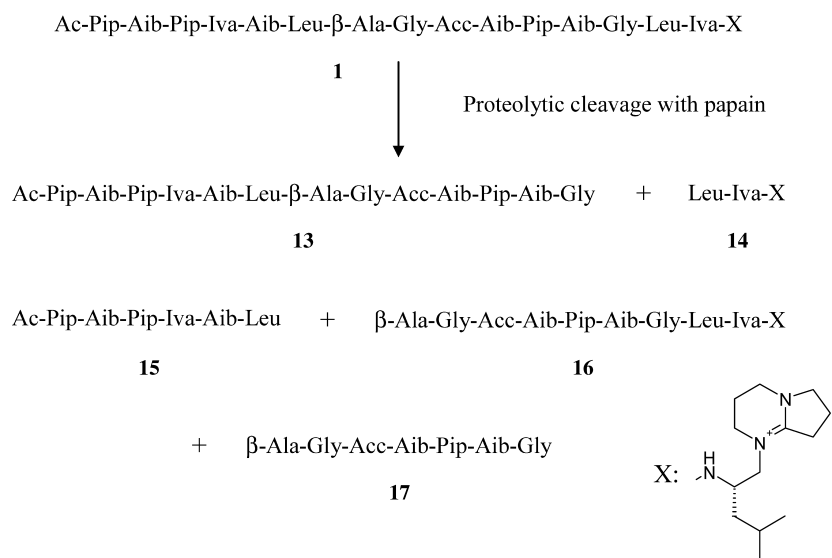 Ac-Pip-Aib-Pip-Iva-Aib-Leu-β-Ala-Gly-Acc-Aib-Pip-Aib-Gly-Leu-Iva-X
1
Proteolytic cleavage with papain
Ac-Pip-Aib-Pip-Iva-Aib-Leu-β-Ala-Gly-Acc-Aib-Pip-Aib-Gly + Leu-Iva-X
13 14
Ac-Pip-Aib-Pip-Iva-Aib-Leu + β-Ala-Gly-Acc-Aib-Pip-Aib-Gly-Leu-Iva-X
15 16
+ β-Ala-Gly-Acc-Aib-Pip-Aib-Gly
17
N
N+
X: H
N